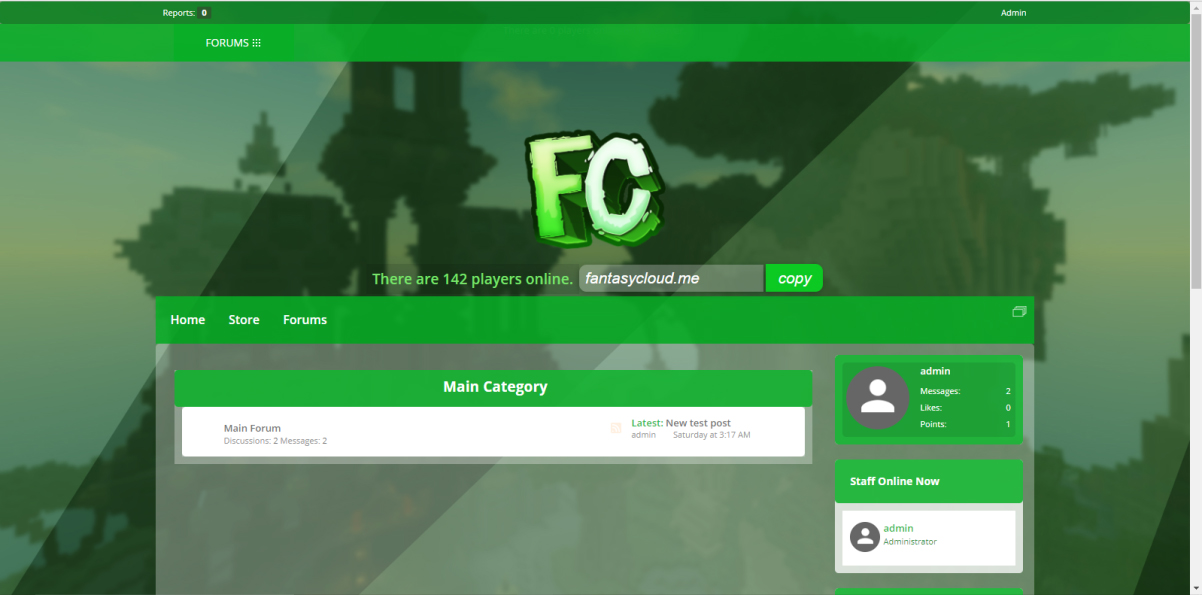 Reports: 0
Admin
FORUMS
FC
There are 142 players online. fantasycloud.me copy
Home Store Forums
Main Category
Main Forum
Discussions: 2 Messages: 2
Latest: New test post
admin Saturday at 3:17 AM
admin
Messages: 2
Likes: 0
Points: 1
Staff Online Now
admin
Administrator